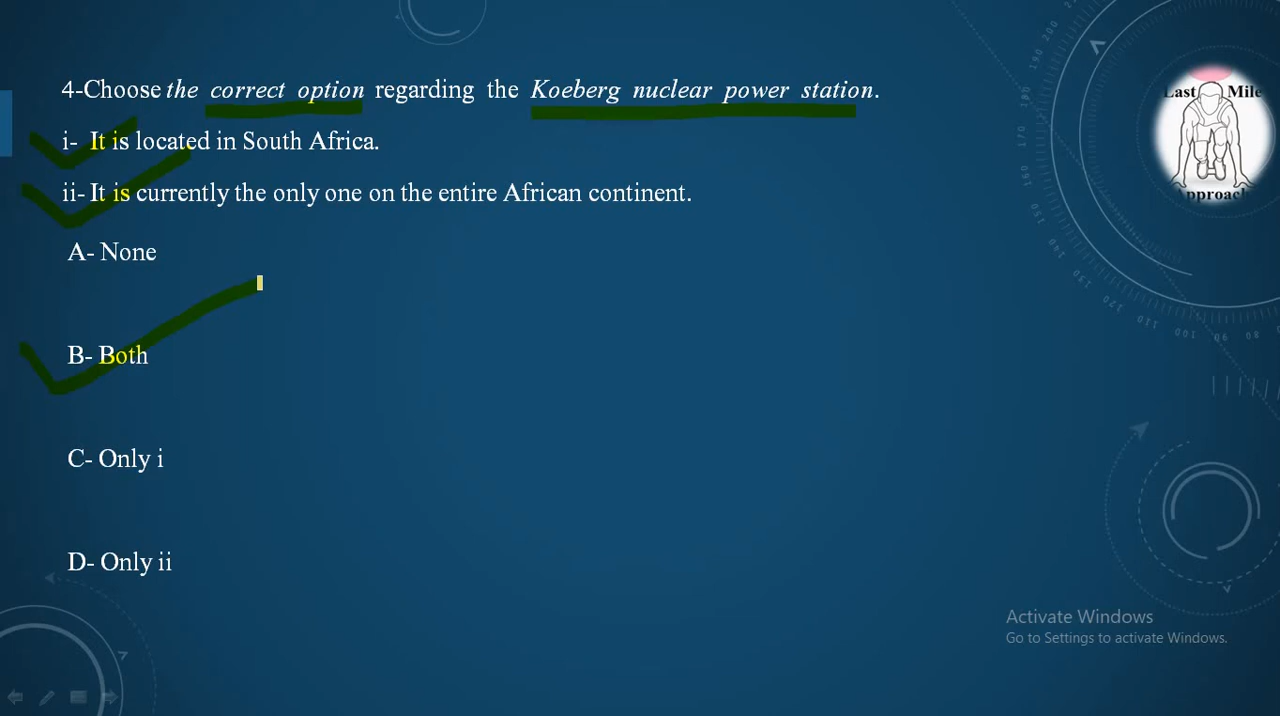 4-Choose the correct option regarding the Koeberg nuclear power station.
i- It is located in South Africa.
ii- It is currently the only one on the entire African continent.
A- None
B- Both
C- Only i
D- Only ii
Last Mile
Approach
Activate Windows
Go to Settings to activate Windows.